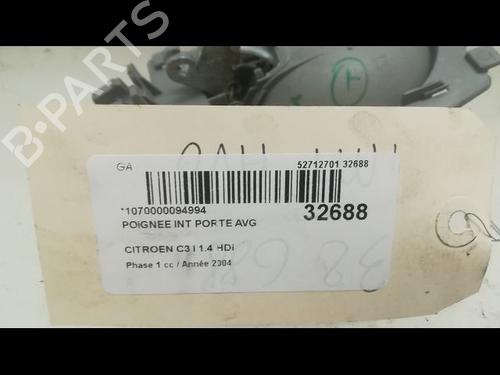 B-PARTS
GA
52712701 32688
*1070000094994
32688
POIGNEE INT PORTE AVG
CITROEN C3 I 1.4 HDi
Phase 1 cc / Année 2004